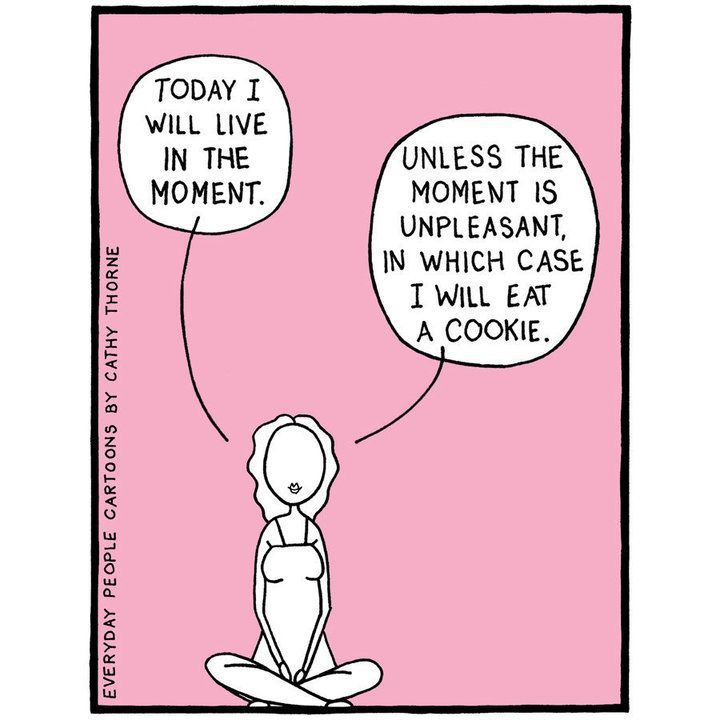 TODAY I
WILL LIVE
IN THE
MOMENT.
UNLESS THE
MOMENT IS
UNPLEASANT,
IN WHICH CASE
I WILL EAT
A COOKIE.
EVERYDAY PEOPLE CARTOONS BY CATHY THORNE